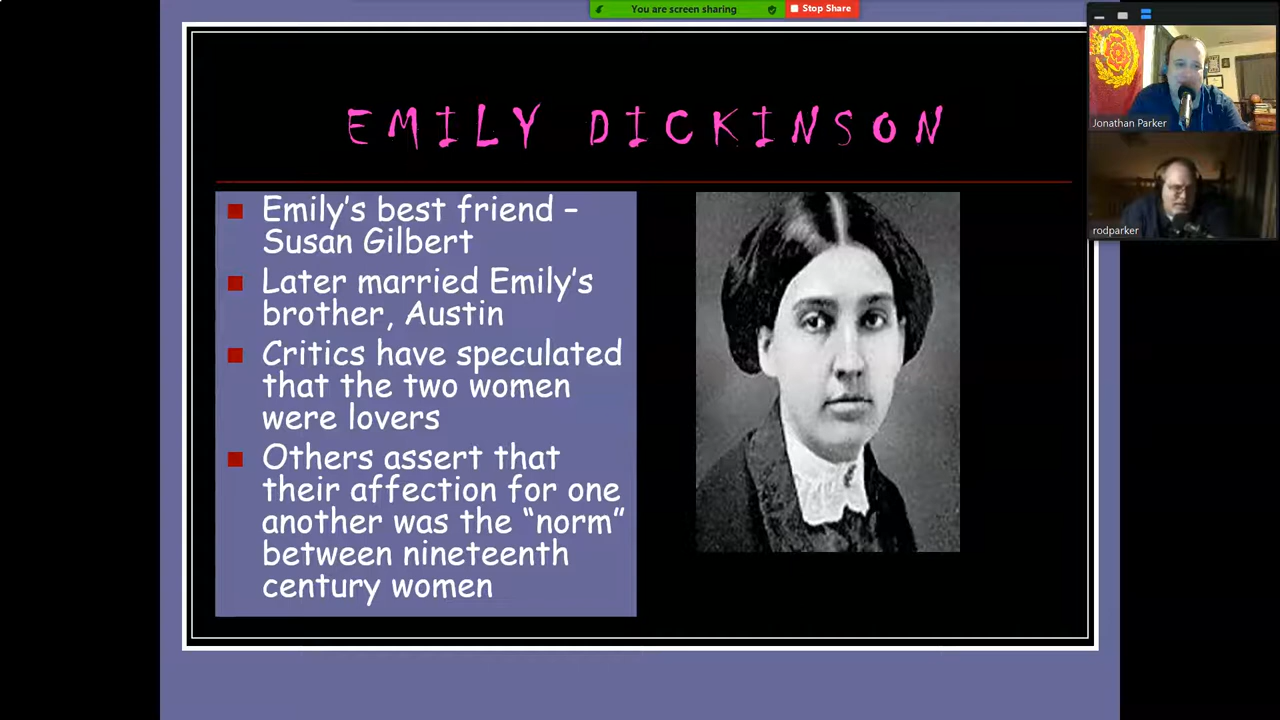 You are screen sharing
Stop Share
EMILY DICKINSON
Emily's best friend –
Susan Gilbert
Later married Emily's
brother, Austin
Critics have speculated
that the two women
were lovers
Others assert that
their affection for one
another was the “norm”
between nineteenth
century women
Jonathan Parker
rodparker